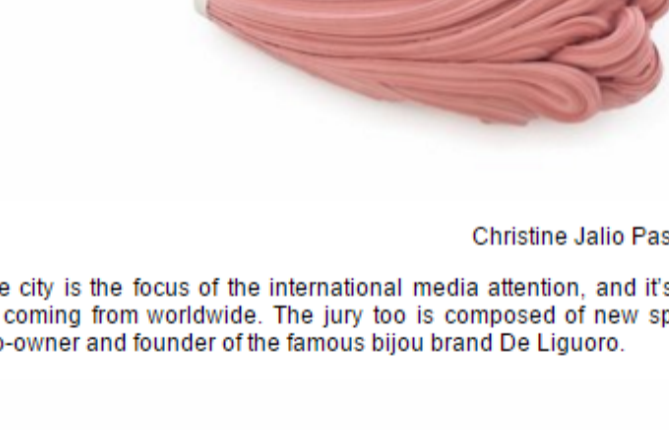 Christine Jalio Pas
e city is the focus of the international media attention, and it's
coming from worldwide. The jury too is composed of new sp
o-owner and founder of the famous bijou brand De Liguoro.